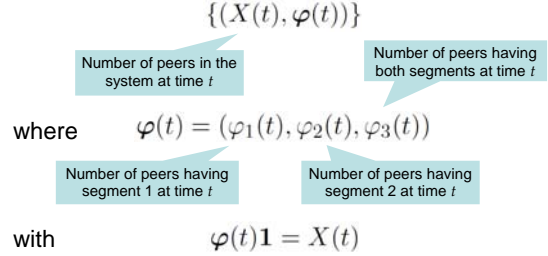 {(X(t), φ(t))}
Number of peers in the
system at time t
Number of peers having
both segments at time t
where φ(t) = (φ₁(t), φ₂(t), φ₃(t))
Number of peers having
segment 1 at time t
Number of peers having
segment 2 at time t
with φ(t)1 = X(t)